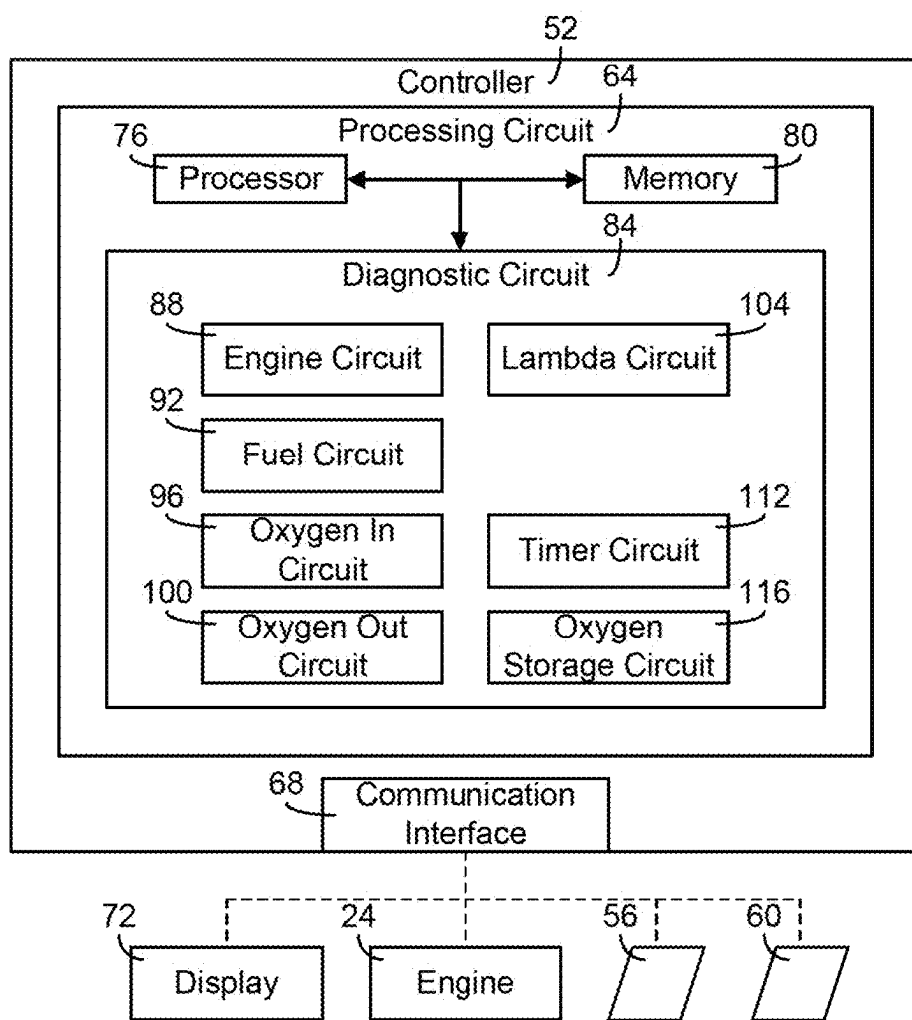 52
Controller
64
Processing Circuit
76
80
Processor
Memory
84
Diagnostic Circuit
88
104
Engine Circuit
Lambda Circuit
92
Fuel Circuit
96
112
Oxygen In
Circuit
Timer Circuit
100
116
Oxygen Out
Circuit
Oxygen
Storage Circuit
68
Communication
Interface
72
24
56
60
Display
Engine